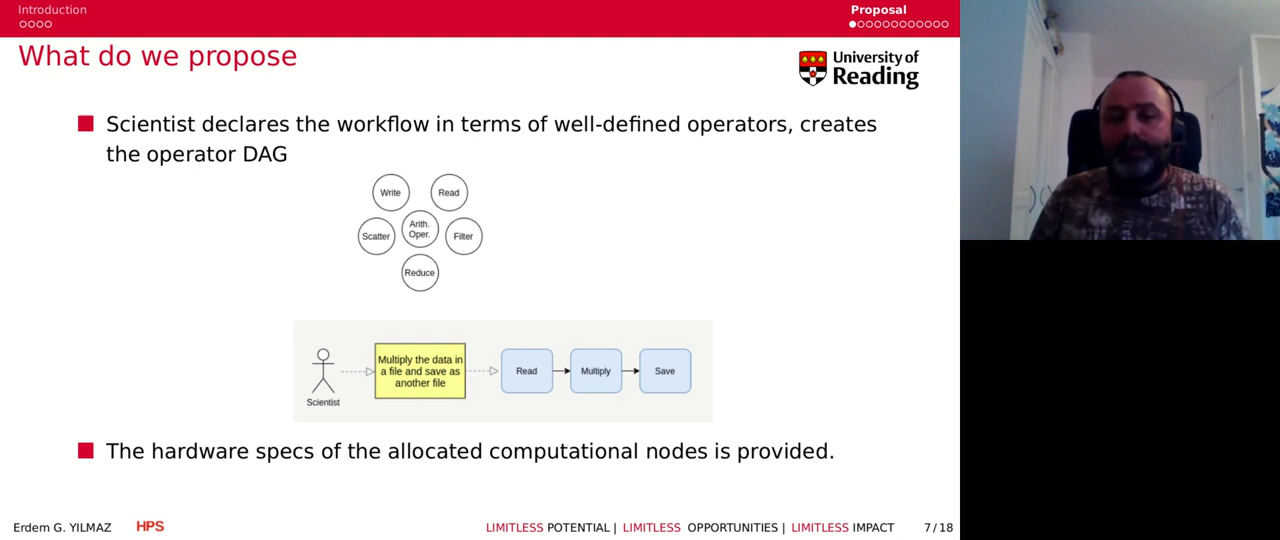 Introduction
Proposal
What do we propose
University of
Reading
Scientist declares the workflow in terms of well-defined operators, creates
the operator DAG
Write
Read
Scatter
Arith.
Oper.
Filter
Reduce
Multiply the data in
a file and save as
another file
Read
Multiply
Save
Scientist
The hardware specs of the allocated computational nodes is provided.
Erdem G. YILMAZ
HPS
LIMITLESS POTENTIAL | LIMITLESS OPPORTUNITIES | LIMITLESS IMPACT
7/18